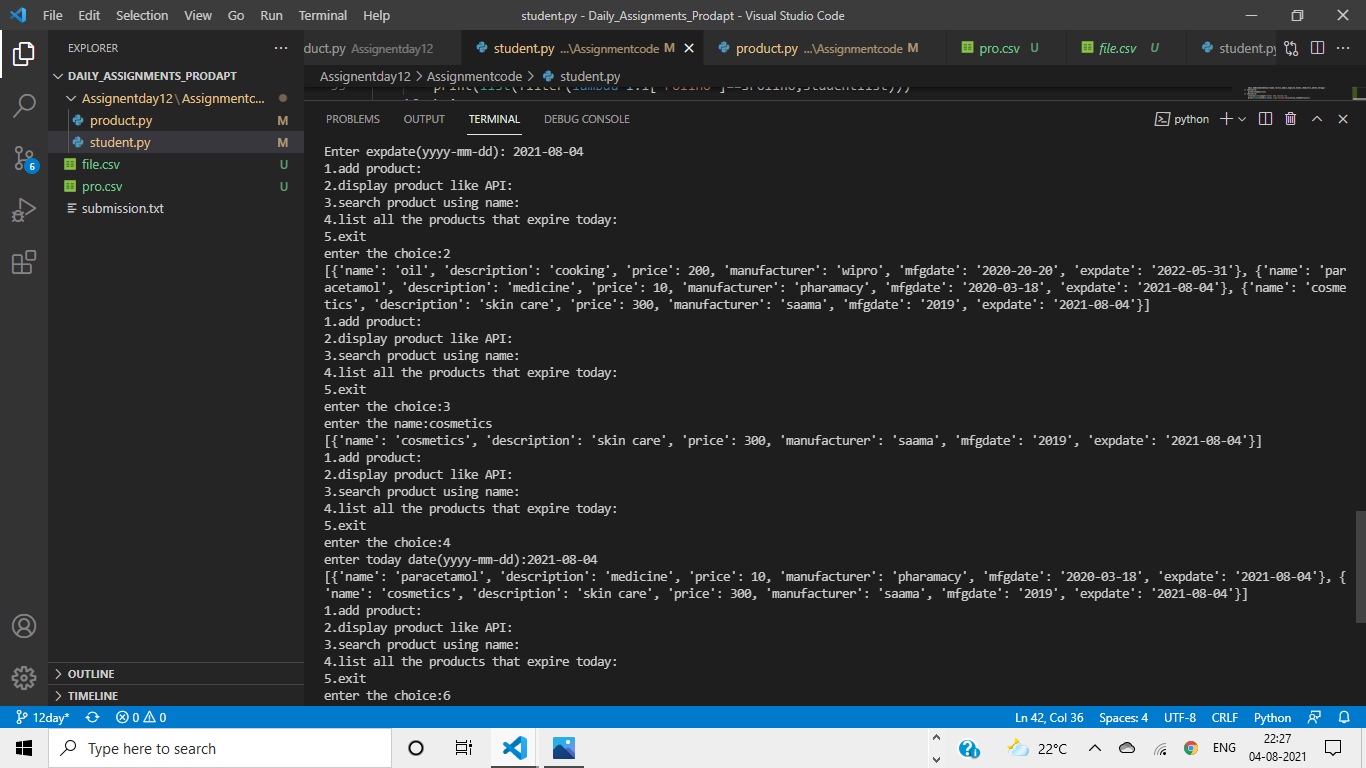 File Edit Selection View Go Run Terminal Help student.py - Daily_Assignments_Prodapt - Visual Studio Code
EXPLORER
duct.py Assignentday12 student.py ...\Assignmentcode M product.py ...\Assignmentcode M pro.csv U file.csv U student.py
DAILY_ASSIGNMENTS_PRODAPT
Assignentday12\Assignmentc...
product.py M
student.py M
file.csv U
pro.csv U
submission.txt
OUTLINE
TIMELINE
Assignentday12 > Assignmentcode > student.py
PROBLEMS OUTPUT TERMINAL DEBUG CONSOLE python
Enter expdate(yyyy-mm-dd): 2021-08-04
1.add product:
2.display product like API:
3.search product using name:
4.list all the products that expire today:
5.exit
enter the choice:2
[{'name': 'oil', 'description': 'cooking', 'price': 200, 'manufacturer': 'wipro', 'mfgdate': '2020-20-20', 'expdate': '2022-05-31'}, {'name': 'par
acetamol', 'description': 'medicine', 'price': 10, 'manufacturer': 'pharamacy', 'mfgdate': '2020-03-18', 'expdate': '2021-08-04'}, {'name': 'cosme
tics', 'description': 'skin care', 'price': 300, 'manufacturer': 'saama', 'mfgdate': '2019', 'expdate': '2021-08-04'}]
1.add product:
2.display product like API:
3.search product using name:
4.list all the products that expire today:
5.exit
enter the choice:3
enter the name:cosmetics
[{'name': 'cosmetics', 'description': 'skin care', 'price': 300, 'manufacturer': 'saama', 'mfgdate': '2019', 'expdate': '2021-08-04'}]
1.add product:
2.display product like API:
3.search product using name:
4.list all the products that expire today:
5.exit
enter the choice:4
enter today date(yyyy-mm-dd):2021-08-04
[{'name': 'paracetamol', 'description': 'medicine', 'price': 10, 'manufacturer': 'pharamacy', 'mfgdate': '2020-03-18', 'expdate': '2021-08-04'}, {
'name': 'cosmetics', 'description': 'skin care', 'price': 300, 'manufacturer': 'saama', 'mfgdate': '2019', 'expdate': '2021-08-04'}]
1.add product:
2.display product like API:
3.search product using name:
4.list all the products that expire today:
5.exit
enter the choice:6
6
12day* 0 0 Ln 42, Col 36 Spaces: 4 UTF-8 CRLF Python
Type here to search 22°C ENG 22:27
04-08-2021